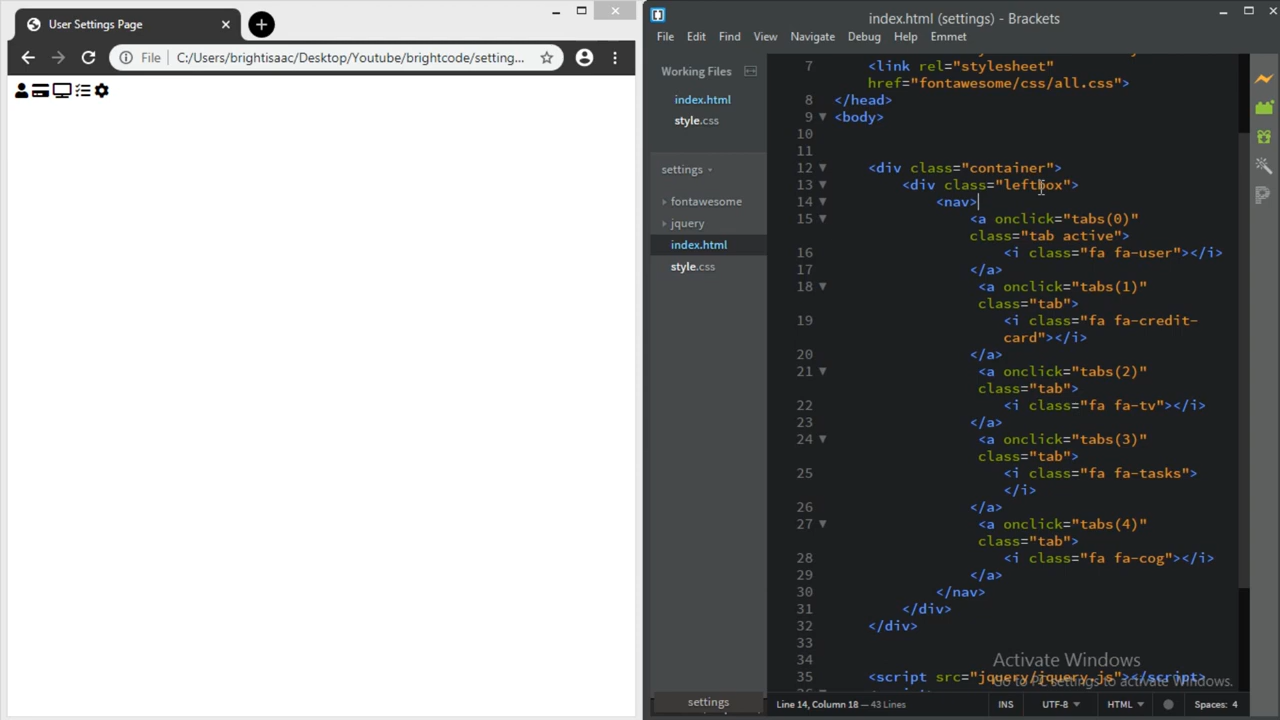 User Settings Page
File
C:/Users/brightisaac/Desktop/Youtube/brightcode/setting...
index.html (settings) - Brackets
File Edit Find View Navigate Debug Help Emmet
Working Files
index.html
style.css
settings
fontawesome
jquery
index.html
style.css
settings
7 <link rel="stylesheet"
href="fontawesome/css/all.css">
8 </head>
9 <body>
10
11
12 <div class="container">
13 <div class="leftbox">
14 <nav>
15 <a onclick="tabs(0)"
class="tab active">
16 <i class="fa fa-user"></i>
17 </a>
18 <a onclick="tabs(1)"
class="tab">
19 <i class="fa fa-credit-
card"></i>
20 </a>
21 <a onclick="tabs(2)"
class="tab">
22 <i class="fa fa-tv"></i>
23 </a>
24 <a onclick="tabs(3)"
class="tab">
25 <i class="fa fa-tasks">
</i>
26 </a>
27 <a onclick="tabs(4)"
class="tab">
28 <i class="fa fa-cog"></i>
29 </a>
30 </nav>
31 </div>
32 </div>
33
34
35 <script src="jquery/jquery.js"></script>
Activate Windows
Go to PC settings to activate Windows.
Line 14, Column 18 — 43 Lines
INS UTF-8 HTML Spaces: 4